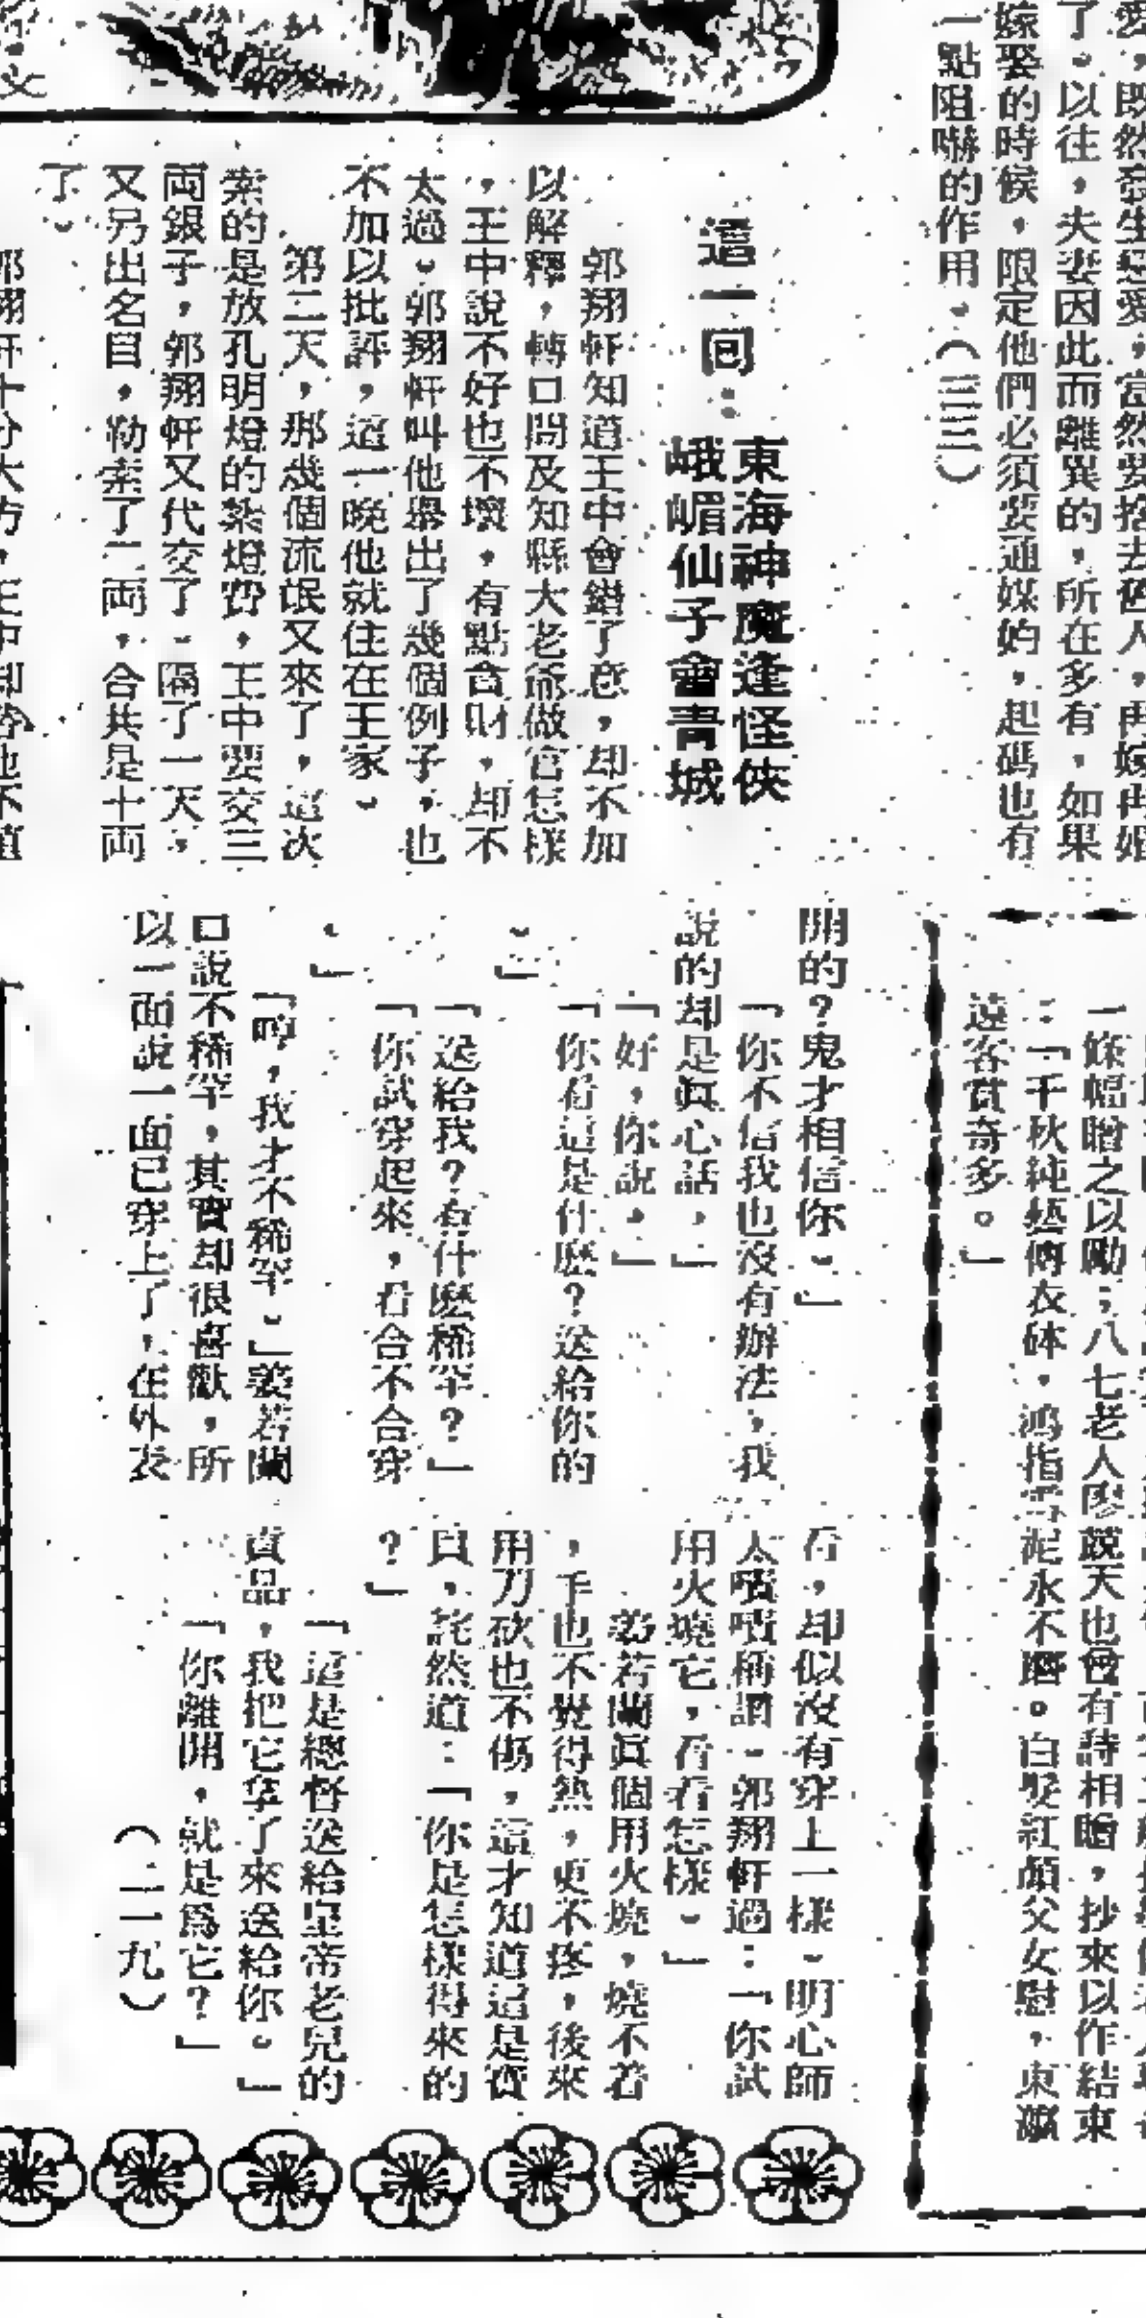 了。以往，夫妻因此而離異的，所在多有，如果
嫁娶的時候，限定他們必須要通媒妁，起碼也有
一點阻嚇的作用。（三三）
一條幅贈之以勵；八七老人廖蔎天也曾有詩相贈，抄來以作結束
：「千秋純藝傳衣砵，鴻指雪泥永不磨。白髮紅顏父女慰，東瀛
遠客賞奇多。」
這一回：
東海神魔逢怪俠
峨嵋仙子會青城
郭翔軒知道王中會錯了意，却不加
以解釋，轉口問及知縣大老爺做官怎樣
，王中說不好也不壞，有點貪財，却不
太過。郭翔軒叫他舉出了幾個例子，也
不加以批評，這一晚他就住在王家。
第二天，那幾個流氓又來了，這次
索的是放孔明燈的紮燈費，王中要交三
両銀子，郭翔軒又代交了。隔了一天，
又另出名目，勒索了二両，合共是十両
了。
開的？鬼才相信你。」
「你不信我也沒有辦法，我
說的却是眞心話，」
「好，你說，」
「你看這是什麽？送給你的
。」
「送給我？有什麽稀罕？」
「你試穿起來，看合不合穿
。」
「哼，我才不稀罕。」姜若蘭
口說不稀罕，其實却很喜歡，所
以一面說一面已穿上了，在外表
看，却似沒有穿上一樣。明心師
太嘖嘖稱讚。郭翔軒過：「你試
用火燒它，看看怎樣。」
姜若蘭眞個用火燒，燒不着
，手也不覺得熱，更不疼，後來
用刀砍也不傷，這才知道這是寶
貝，詫然道：「你是怎樣得來的
？」
「這是總督送給皇帝老兒的
貢品，我把它拿了來送給你。」
「你離開，就是爲它？」
（二一九）